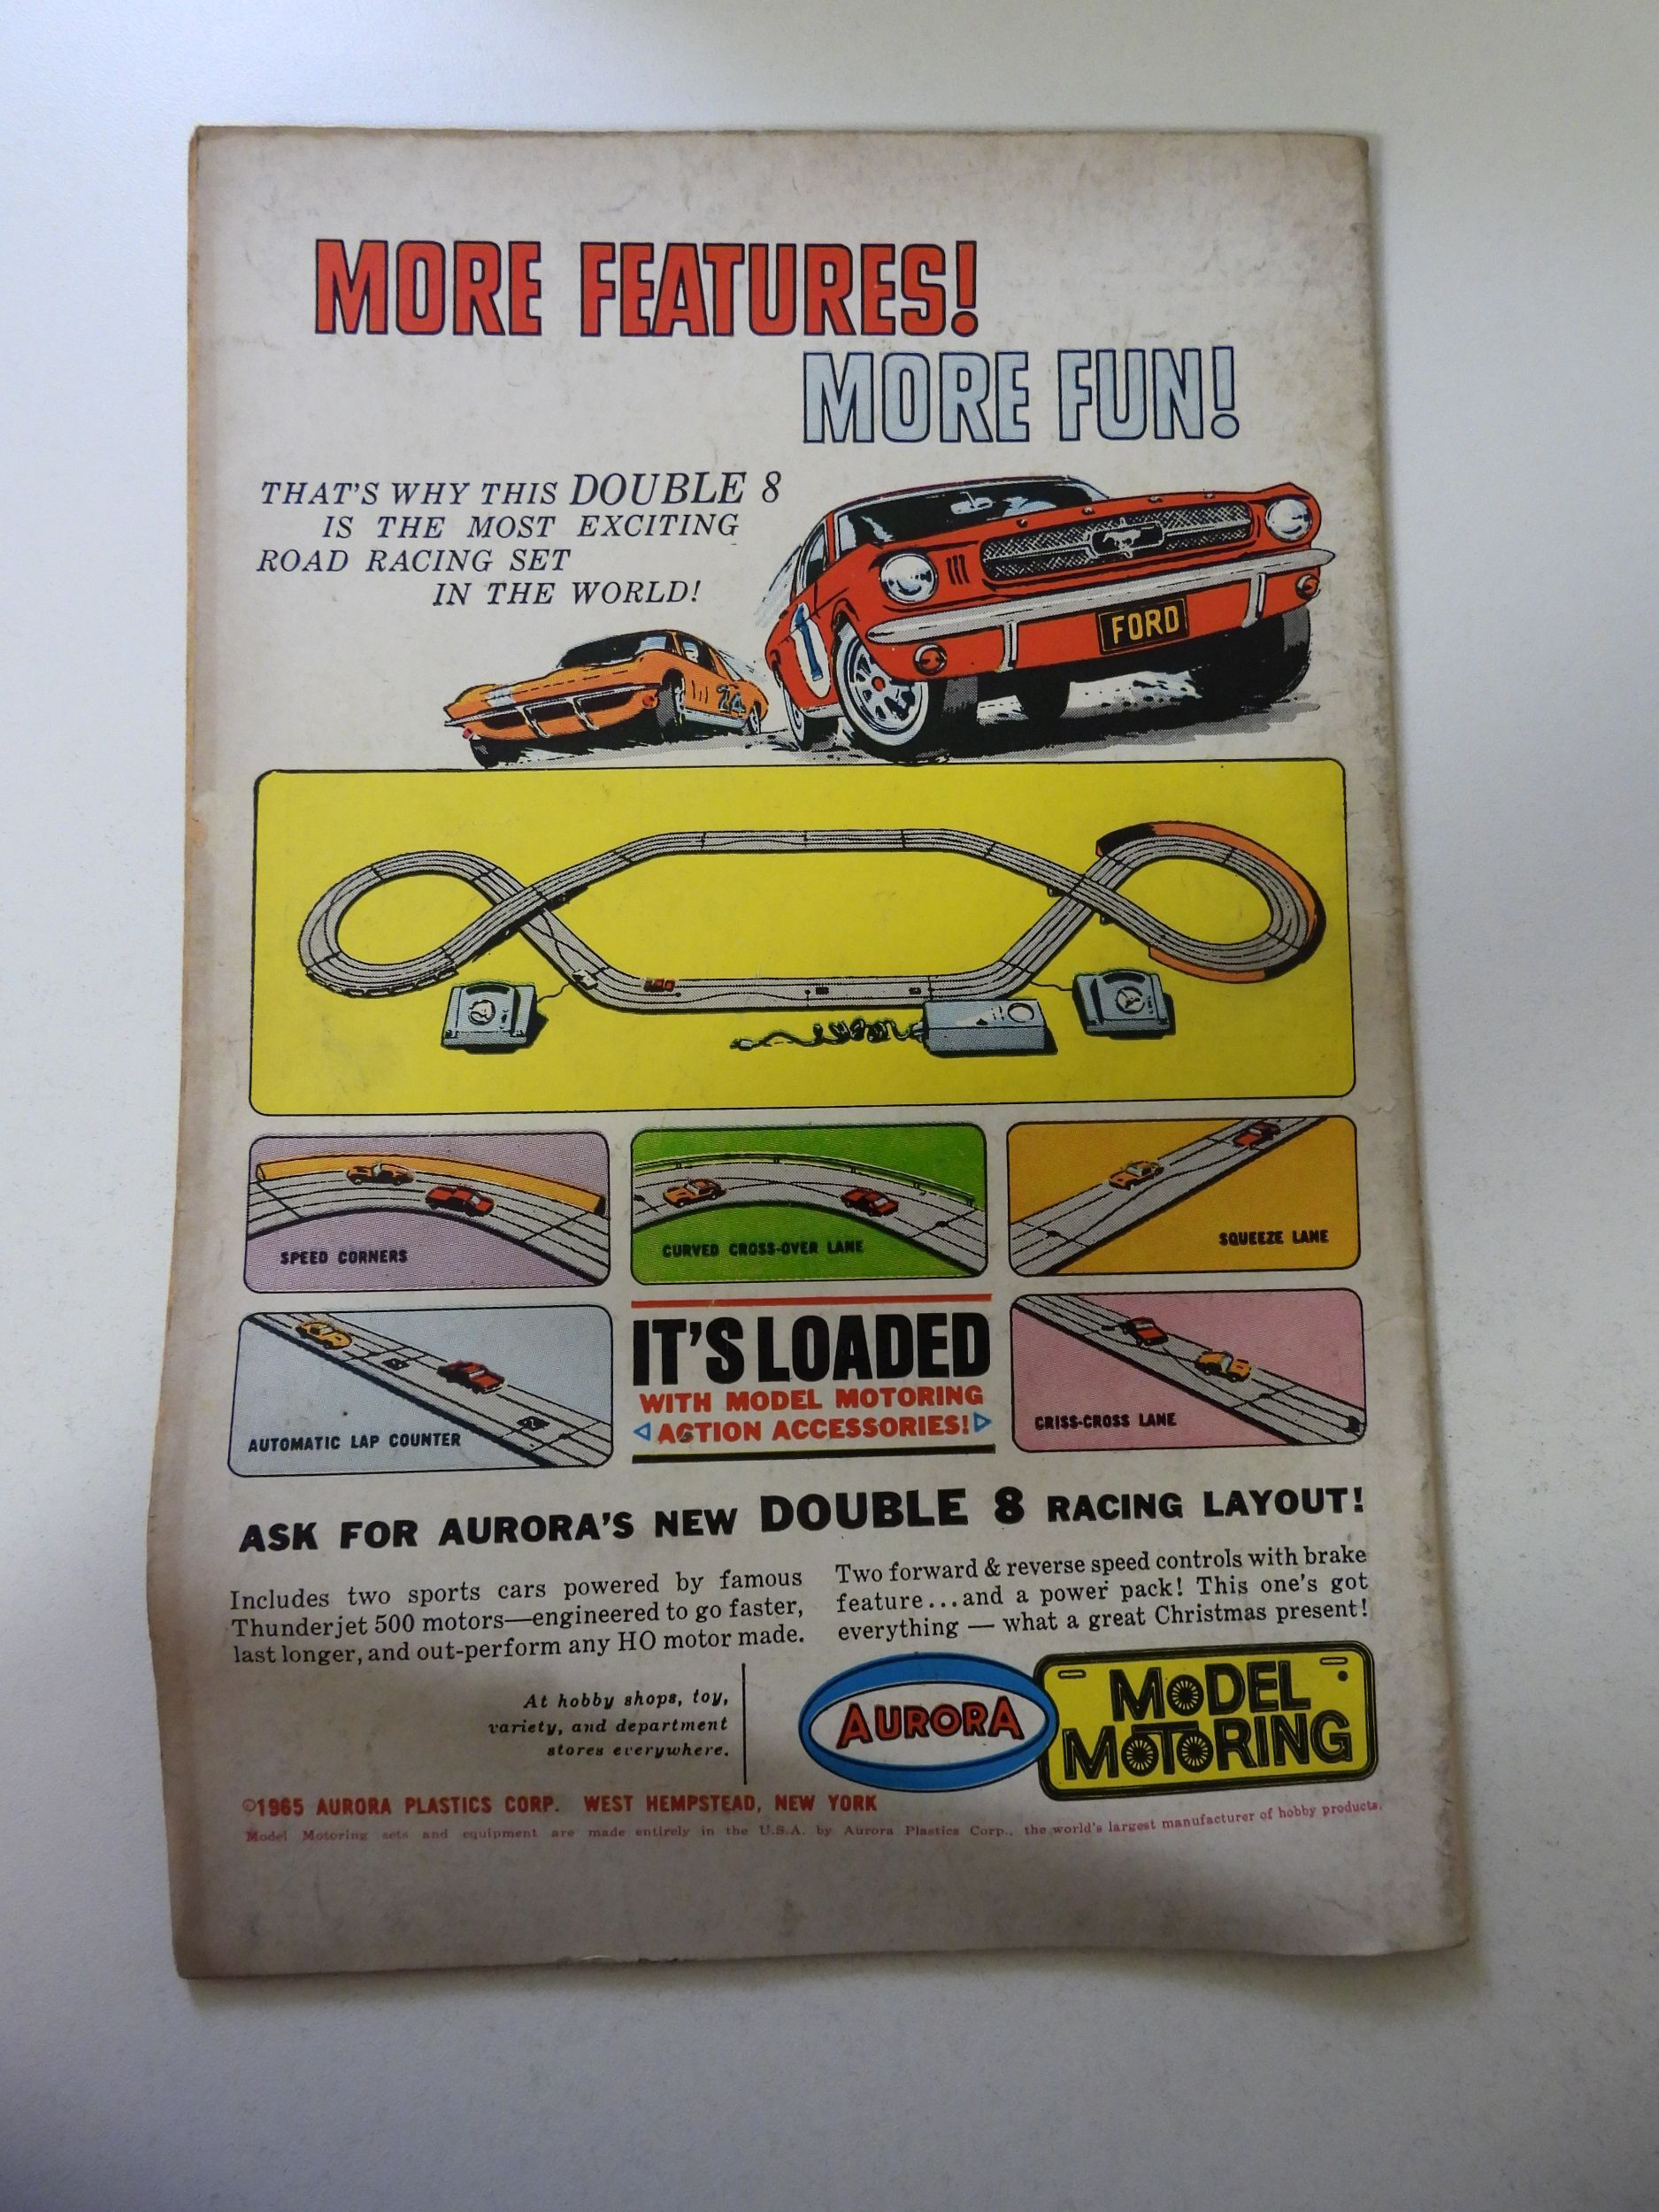 MORE FEATURES!
MORE FUN!
THAT'S WHY THIS DOUBLE 8
IS THE MOST EXCITING
ROAD RACING SET
IN THE WORLD!
FORD
1
24
SPEED CORNERS
CURVED CROSS-OVER LANE
SQUEEZE LANE
AUTOMATIC LAP COUNTER
IT'S LOADED
WITH MODEL MOTORING
ACTION ACCESSORIES!
CRISS-CROSS LANE
ASK FOR AURORA'S NEW DOUBLE 8 RACING LAYOUT!
Includes two sports cars powered by famous
Thunderjet 500 motors—engineered to go faster,
last longer, and out-perform any HO motor made.
Two forward & reverse speed controls with brake
feature...and a power pack! This one's got
everything — what a great Christmas present!
At hobby shops, toy,
variety, and department
stores everywhere.
AURORA
MODEL
MOTORING
©1965 AURORA PLASTICS CORP. WEST HEMPSTEAD, NEW YORK
Model Motoring sets and equipment are made entirely in the U.S.A. by Aurora Plastics Corp., the world's largest manufacturer of hobby products.